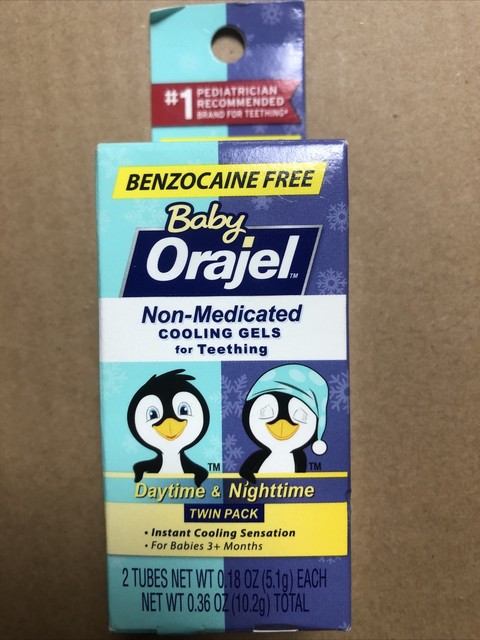 #1 PEDIATRICIAN
RECOMMENDED
BRAND FOR TEETHING*
BENZOCAINE FREE
Baby
Orajel™
Non-Medicated
COOLING GELS
for Teething
TM TM
Daytime & Nighttime
TWIN PACK
• Instant Cooling Sensation
• For Babies 3+ Months
2 TUBES NET WT 0.18 OZ (5.1g) EACH
NET WT 0.36 OZ (10.2g) TOTAL